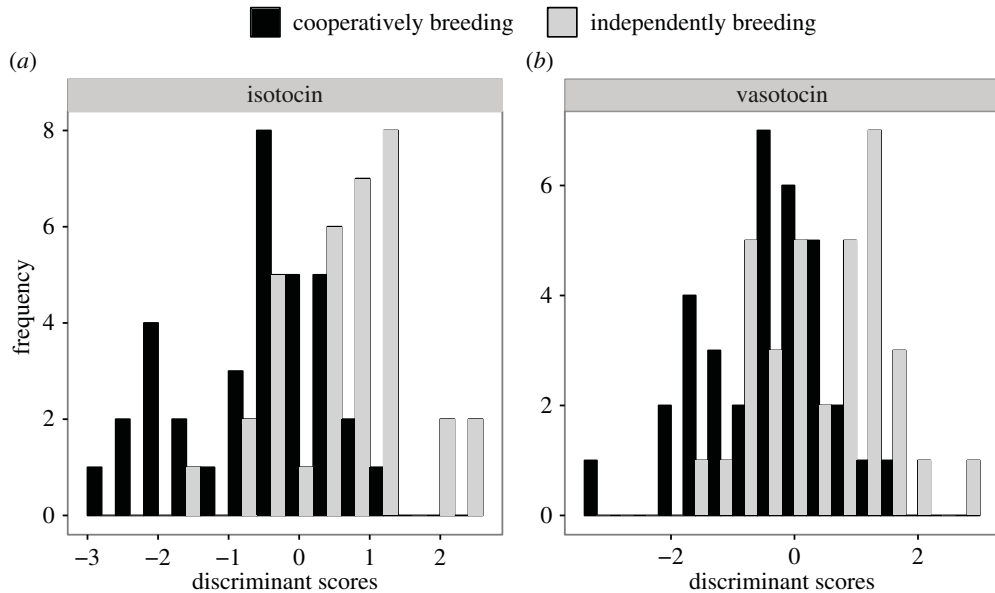 cooperatively breeding independently breeding
(a) (b)
isotocin vasotocin
8
6
4
2
0
frequency
−3 −2 −1 0 1 2
discriminant scores
6
4
2
0
−2 0 2
discriminant scores